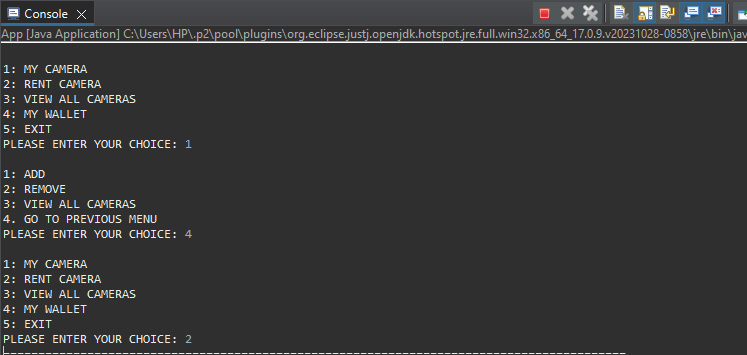 Console
App [Java Application] C:\Users\HP\.p2\pool\plugins\org.eclipse.justj.openjdk.hotspot.jre.full.win32.x86_64_17.0.9.v20231028-0858\jre\bin\jav
1: MY CAMERA
2: RENT CAMERA
3: VIEW ALL CAMERAS
4: MY WALLET
5: EXIT
PLEASE ENTER YOUR CHOICE: 1
1: ADD
2: REMOVE
3: VIEW ALL CAMERAS
4. GO TO PREVIOUS MENU
PLEASE ENTER YOUR CHOICE: 4
1: MY CAMERA
2: RENT CAMERA
3: VIEW ALL CAMERAS
4: MY WALLET
5: EXIT
PLEASE ENTER YOUR CHOICE: 2